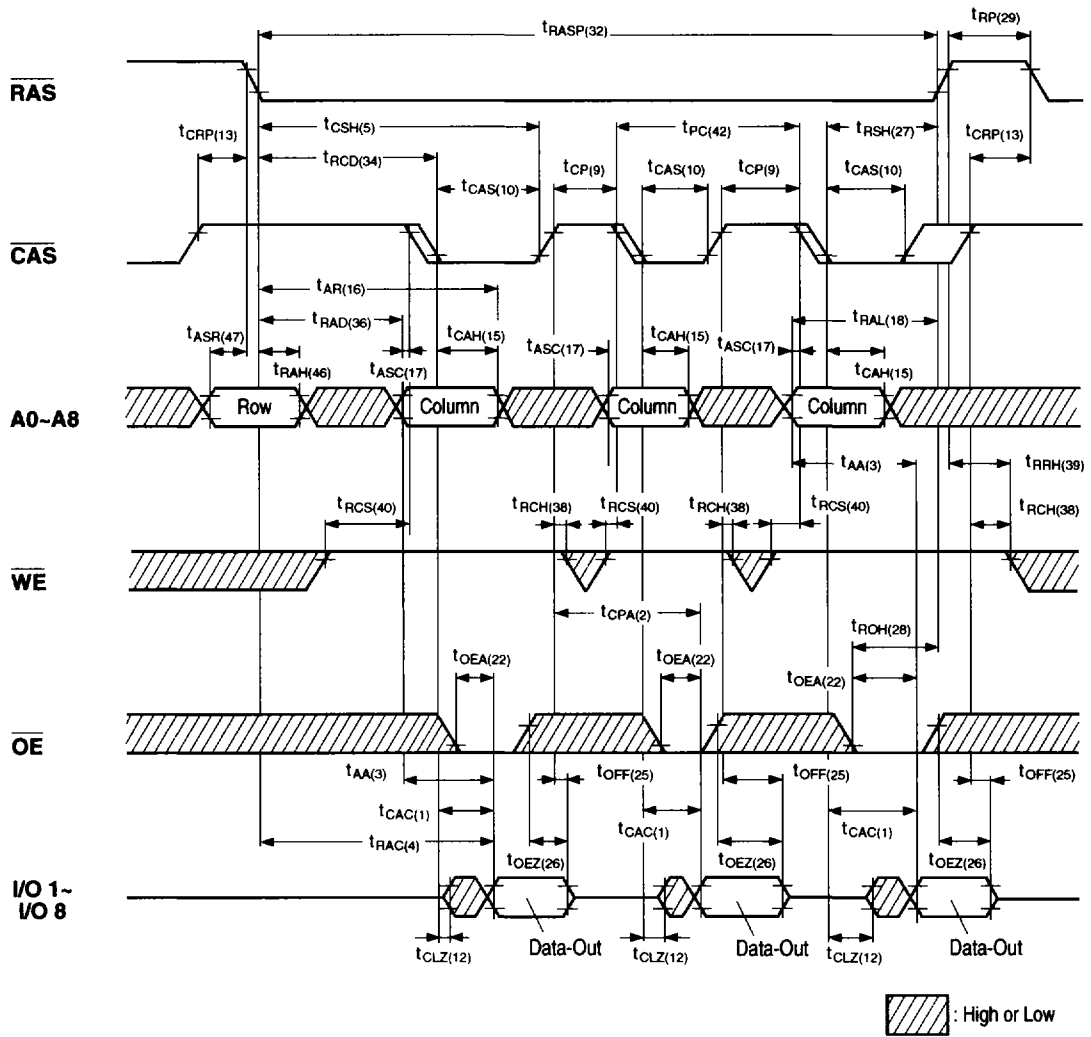 tRASP(32)
tRP(29)
RAS
tCRP(13)
tCSH(5)
tPC(42)
tRSH(27)
tCRP(13)
tRCD(34)
tCAS(10)
tCP(9)
tCAS(10)
tCP(9)
tCAS(10)
CAS
tAR(16)
tRAD(36)
tRAL(18)
tASR(47)
tCAH(15)
tASC(17)
tCAH(15)
tASC(17)
tRAH(46)
tASC(17)
tCAH(15)
A0~A8
Row
Column
Column
Column
tAA(3)
tRRH(39)
tRCS(40)
tRCH(38)
tRCS(40)
tRCH(38)
tRCS(40)
tRCH(38)
WE
tCPA(2)
tROH(28)
tOEA(22)
tOEA(22)
tOEA(22)
OE
tAA(3)
tOFF(25)
tOFF(25)
tOFF(25)
tCAC(1)
tCAC(1)
tCAC(1)
tRAC(4)
tOEZ(26)
tOEZ(26)
tOEZ(26)
I/O 1~
I/O 8
tCLZ(12)
Data-Out
tCLZ(12)
Data-Out
tCLZ(12)
Data-Out
: High or Low